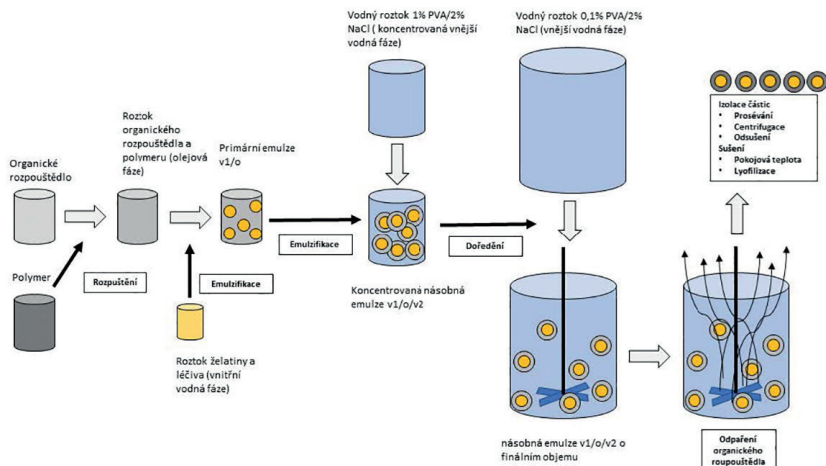 Organické
rozpouštědlo
Polymer
Rozpuštění
Roztok
organického
rozpouštědla a
polymeru (olejová
fáze)
Emulzifikace
Roztok želatiny a
léčiva (vnitřní
vodná fáze)
Primární emulze
v1/o
Emulzifikace
Vodný roztok 1% PVA/2%
NaCl ( koncentrovaná vnější
vodná fáze)
Koncentrovaná násobná
emulze v1/o/v2
Doředění
Vodný roztok 0,1% PVA/2%
NaCl (vnější vodná fáze)
násobná emulze v1/o/v2 o
finálním objemu
Odpaření
organického
roupouštědla
Izolace částic
• Prosévání
• Centrifugace
• Odsušení
Sušení
• Pokojová teplota
• Lyofilizace